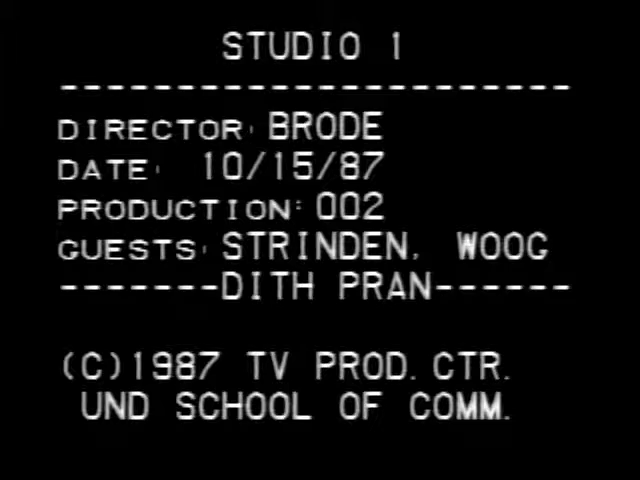 STUDIO 1
----------------------
DIRECTOR: BRODE
DATE: 10/15/87
PRODUCTION: 002
GUESTS: STRINDEN, WOOG
-------DITH PRAN------
(C)1987 TV PROD. CTR.
UND SCHOOL OF COMM.